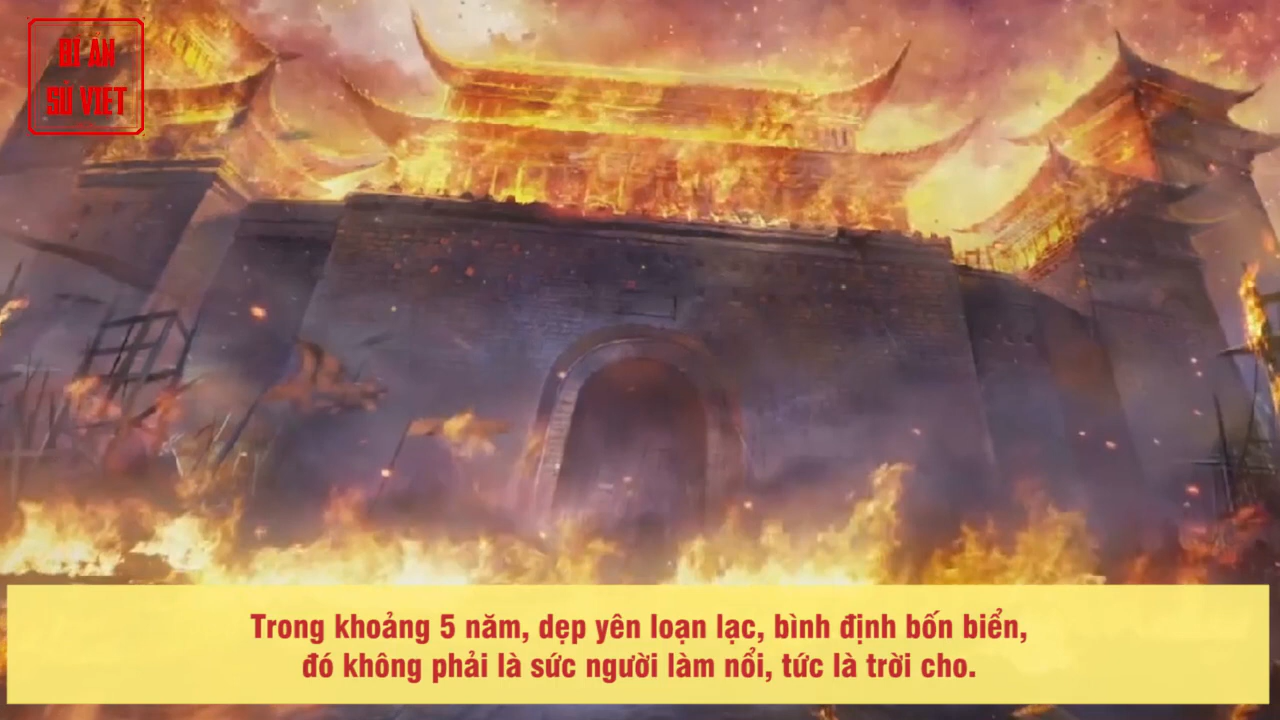 BÍ ẨN
SỬ VIỆT
Trong khoảng 5 năm, dẹp yên loạn lạc, bình định bốn biển,
đó không phải là sức người làm nổi, tức là trời cho.